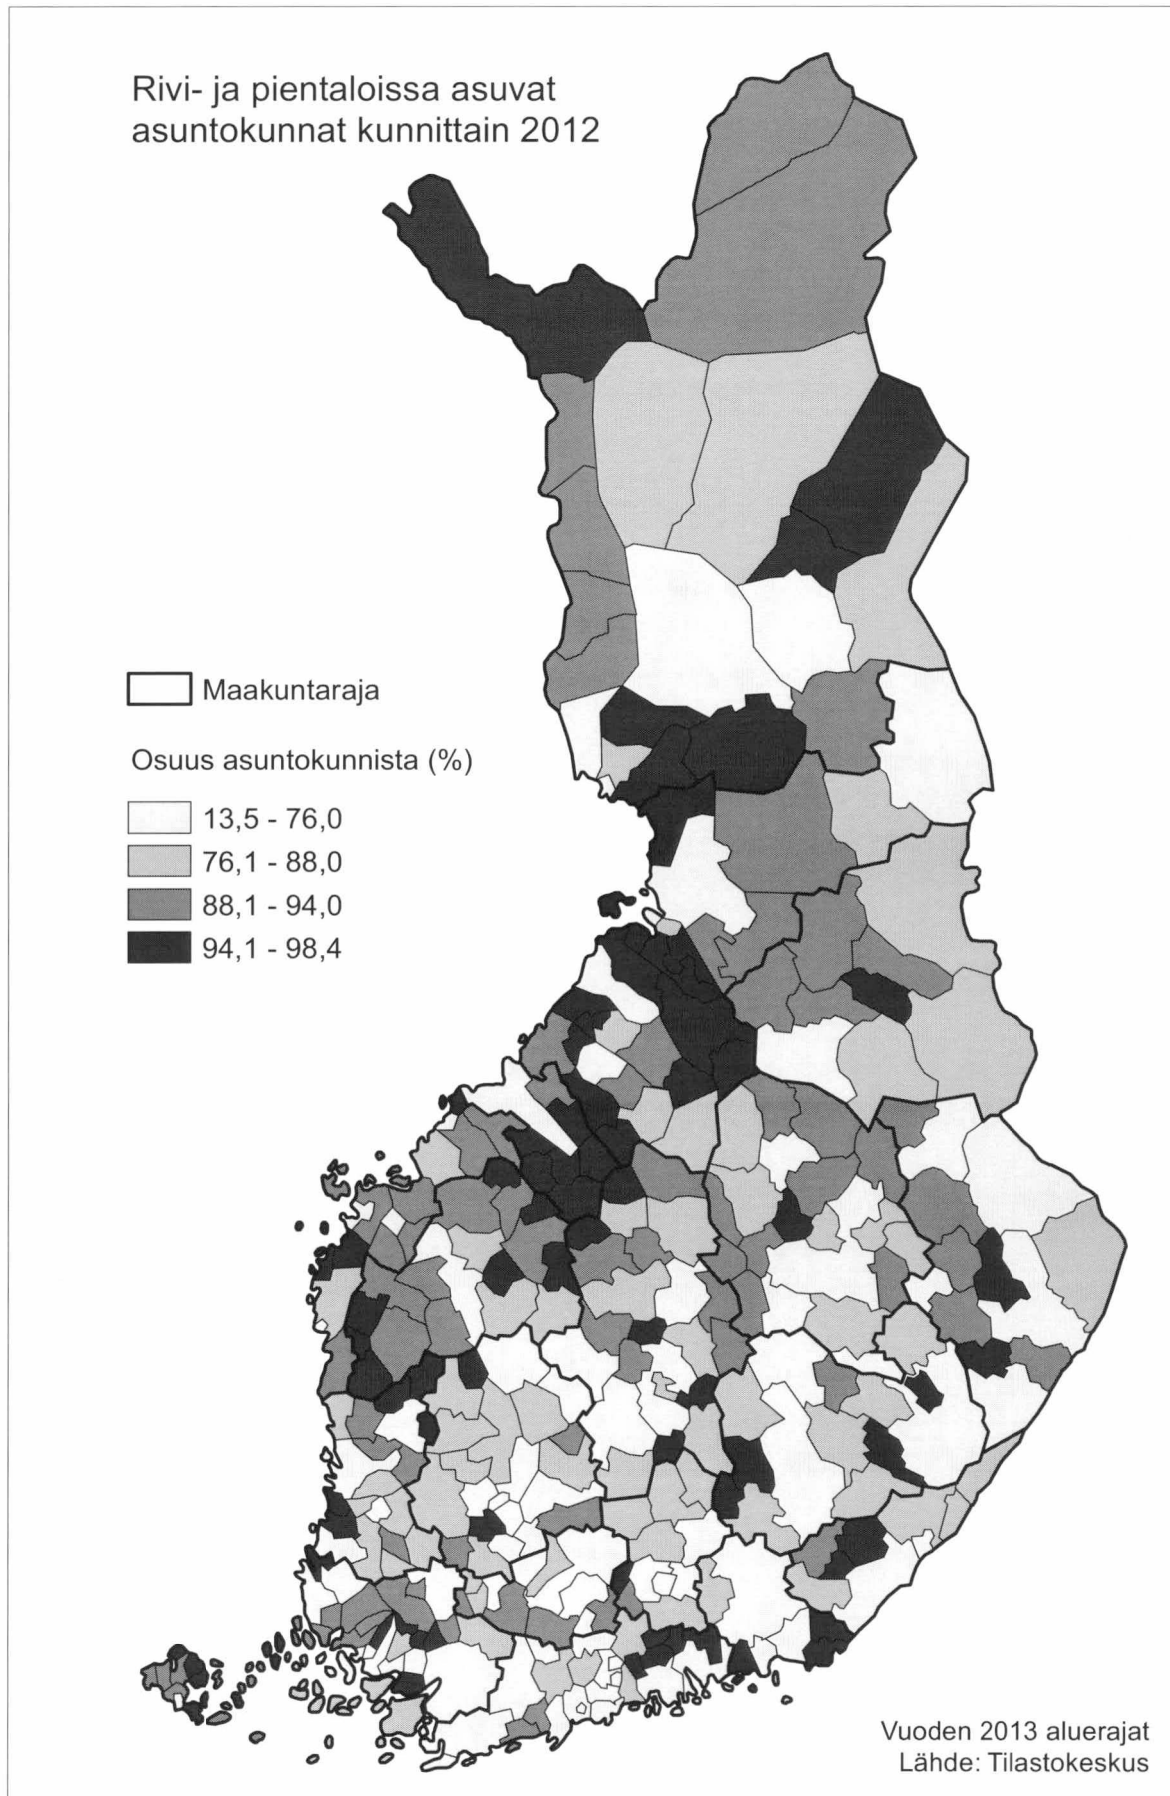 Rivi- ja pientaloissa asuvat
asuntokunnat kunnittain 2012
Maakuntaraja
Osuus asuntokunnista (%)
13,5 - 76,0
76,1 - 88,0
88,1 - 94,0
94,1 - 98,4
Vuoden 2013 aluerajat
Lähde: Tilastokeskus